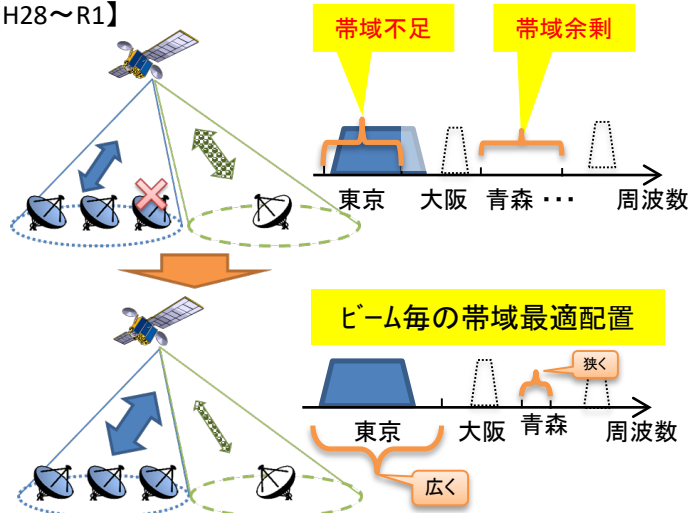 H28～R1】
帯域不足
帯域余剰
東京
大阪
青森・・・
周波数
ビーム毎の帯域最適配置
狭く
東京
大阪
青森
周波数
広く